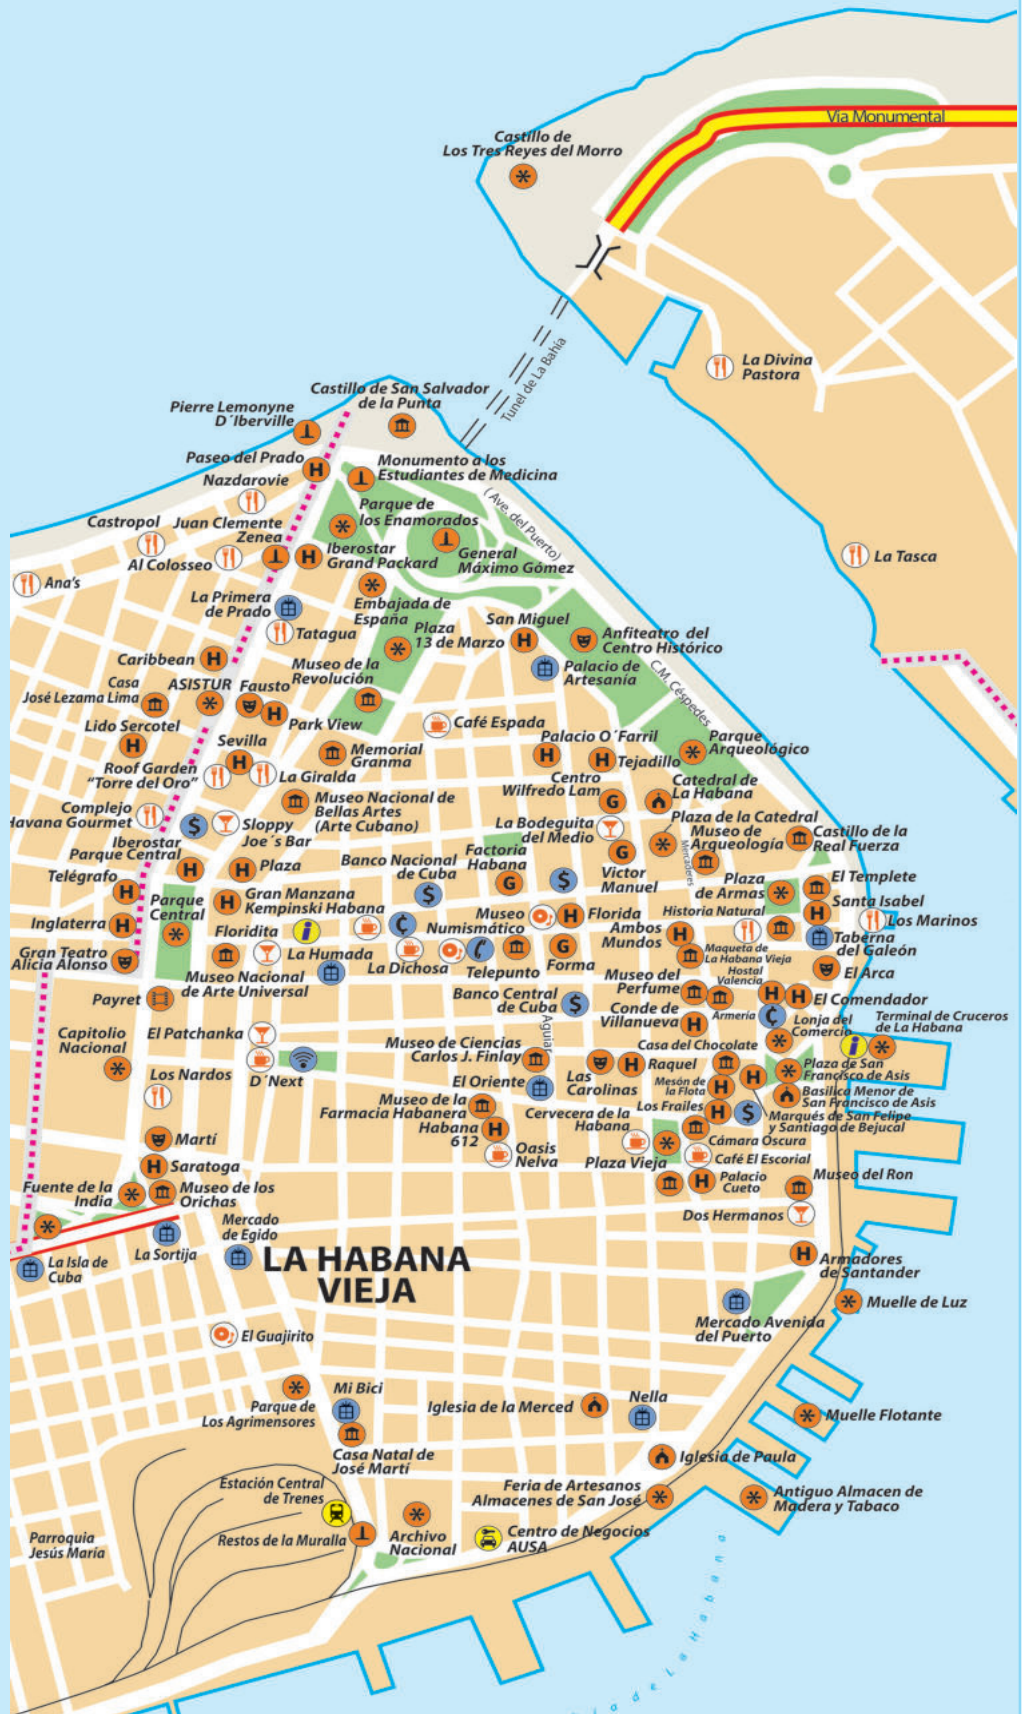 Via Monumental
Castillo de
Los Tres Reyes del Morro
Tunel de La Bahía
La Divina
Pastora
Castillo de San Salvador
de la Punta
Pierre Lemonyne
D´Iberville
Paseo del Prado
Monumento a los
Estudiantes de Medicina
Nazdarovie
(Ave. del Puerto)
Parque de
los Enamorados
Castropol
Juan Clemente
Zenea
Al Colosseo
Iberostar
Grand Packard
General
Máximo Gómez
La Tasca
Ana's
La Primera
de Prado
Embajada de
España
Tatagua
Plaza
13 de Marzo
San Miguel
Anfiteatro del
Centro Histórico
Caribbean
Museo de la
Revolución
Palacio de
Artesanía
C.M. Céspedes
Casa
José Lezama Lima
ASISTUR
Fausto
Park View
Café Espada
Lido Sercotel
Sevilla
Memorial
Granma
Palacio O´Farril
Tejadillo
Parque
Arqueológico
Roof Garden
“Torre del Oro”
La Giralda
Centro
Wilfredo Lam
Catedral de
La Habana
Complejo
Havana Gourmet
Museo Nacional de
Bellas Artes
(Arte Cubano)
Sloppy
Joe´s Bar
La Bodeguita
del Medio
Plaza de la Catedral
Museo de
Arqueología
Castillo de la
Real Fuerza
Mercaderes
Iberostar
Parque Central
Plaza
Banco Nacional
de Cuba
Factoria
Habana
Victor
Manuel
Telégrafo
Plaza
de Armas
El Templete
Gran Manzana
Kempinski Habana
Parque
Central
Santa Isabel
Inglaterra
Floridita
Museo
Numismático
Florida
Historia Natural
Los Marinos
Ambos
Mundos
Taberna
del Galeón
Gran Teatro
Alicia Alonso
La Humada
La Dichosa
Telepunto
Forma
Maqueta de
La Habana Vieja
El Arca
Museo Nacional
de Arte Universal
Museo del
Perfume
Hostal
Valencia
Payret
Banco Central
de Cuba
Conde de
Villanueva
Armería
El Comendador
Lonja del
Comercio
Terminal de Cruceros
de La Habana
Aguiar
Capitolio
Nacional
El Patchanka
Museo de Ciencias
Carlos J. Finlay
Casa del Chocolate
Raquel
Plaza de San
Francisco de Asis
Los Nardos
D´Next
El Oriente
Las
Carolinas
Mesón de
la Flota
Basilica Menor de
San Francisco de Asis
Museo de la
Farmacia Habanera
Los Frailes
Marqués de San Felipe
y Santiago de Bejucal
Habana
612
Cervecera de la
Habana
Martí
Oasis
Nelva
Cámara Oscura
Plaza Vieja
Café El Escorial
Saratoga
Palacio
Cueto
Museo del Ron
Fuente de la
India
Museo de los
Orichas
Dos Hermanos
La Sortija
Mercado
de Egido
La Isla de
Cuba
LA HABANA
VIEJA
Armadores
de Santander
Muelle de Luz
Mercado Avenida
del Puerto
El Guajirito
Mi Bici
Parque de
Los Agrimensores
Iglesia de la Merced
Nella
Muelle Flotante
Casa Natal de
José Martí
Iglesia de Paula
Estación Central
de Trenes
Feria de Artesanos
Almacenes de San José
Antiguo Almacen de
Madera y Tabaco
Restos de la Muralla
Archivo
Nacional
Centro de Negocios
AUSA
Parroquia
Jesús María
ia de La Habana